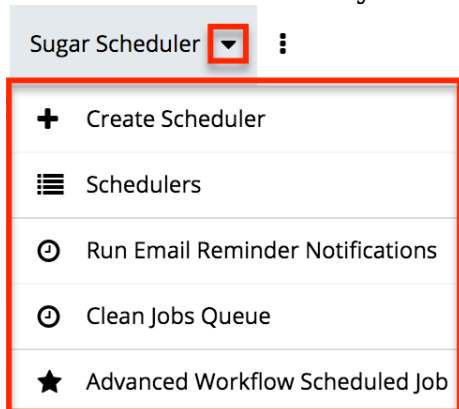 Sugar Scheduler
Create Scheduler
Schedulers
Run Email Reminder Notifications
Clean Jobs Queue
Advanced Workflow Scheduled Job